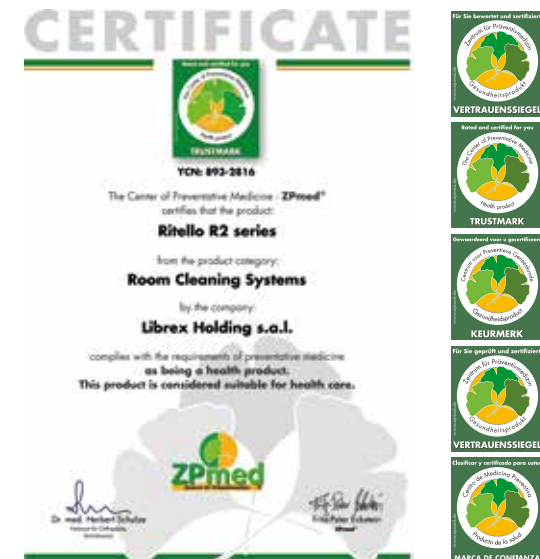 CERTIFICATE
Rated and certified for you
The Center of Preventative Medicine
Health product
TRUSTMARK
YCN: 893-2816
The Center of Preventative Medicine - ZPmed®
certifies that the product:
Ritello R2 series
from the product category:
Room Cleaning Systems
by the company:
Librex Holding s.a.l.
complies with the requirements of preventative medicine
as being a health product.
This product is considered suitable for health care.
ZPmed
Dr. med. Herbert Schulze
Für Sie bewertet und zertifiziert
Zentrum für Präventivmedizin
Gesundheitsprodukt
VERTRAUENSSIEGEL
Rated and certified for you
The Center of Preventative Medicine
Health product
TRUSTMARK
Gewaardeerd voor u gecertificeerd
Centrum voor Preventieve Geneeskunde
Gezondheidsproduct
KEURMERK
Für Sie geprüft und zertifiziert
Zentrum für Präventivmedizin
Gesundheitsprodukt
VERTRAUENSSIEGEL
Clasificar y certificado para usted
Centro de Medicina Preventiva
Producto de la salud
MARCA DE CONFIANZA